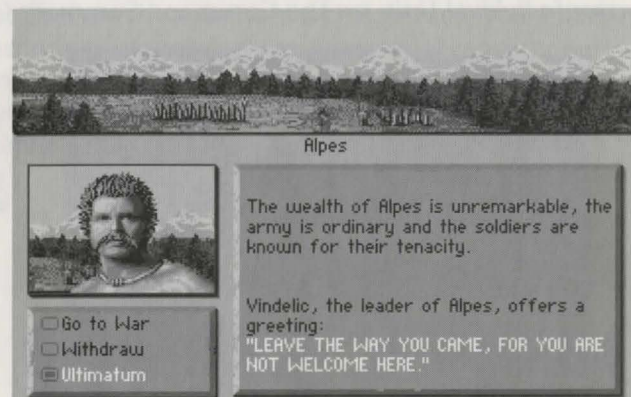 Alpes
The wealth of Alpes is unremarkable, the
army is ordinary and the soldiers are
known for their tenacity.
Vindelic, the leader of Alpes, offers a
greeting:
"LEAVE THE WAY YOU CAME, FOR YOU ARE
NOT WELCOME HERE."
Go to War
Withdraw
Ultimatum